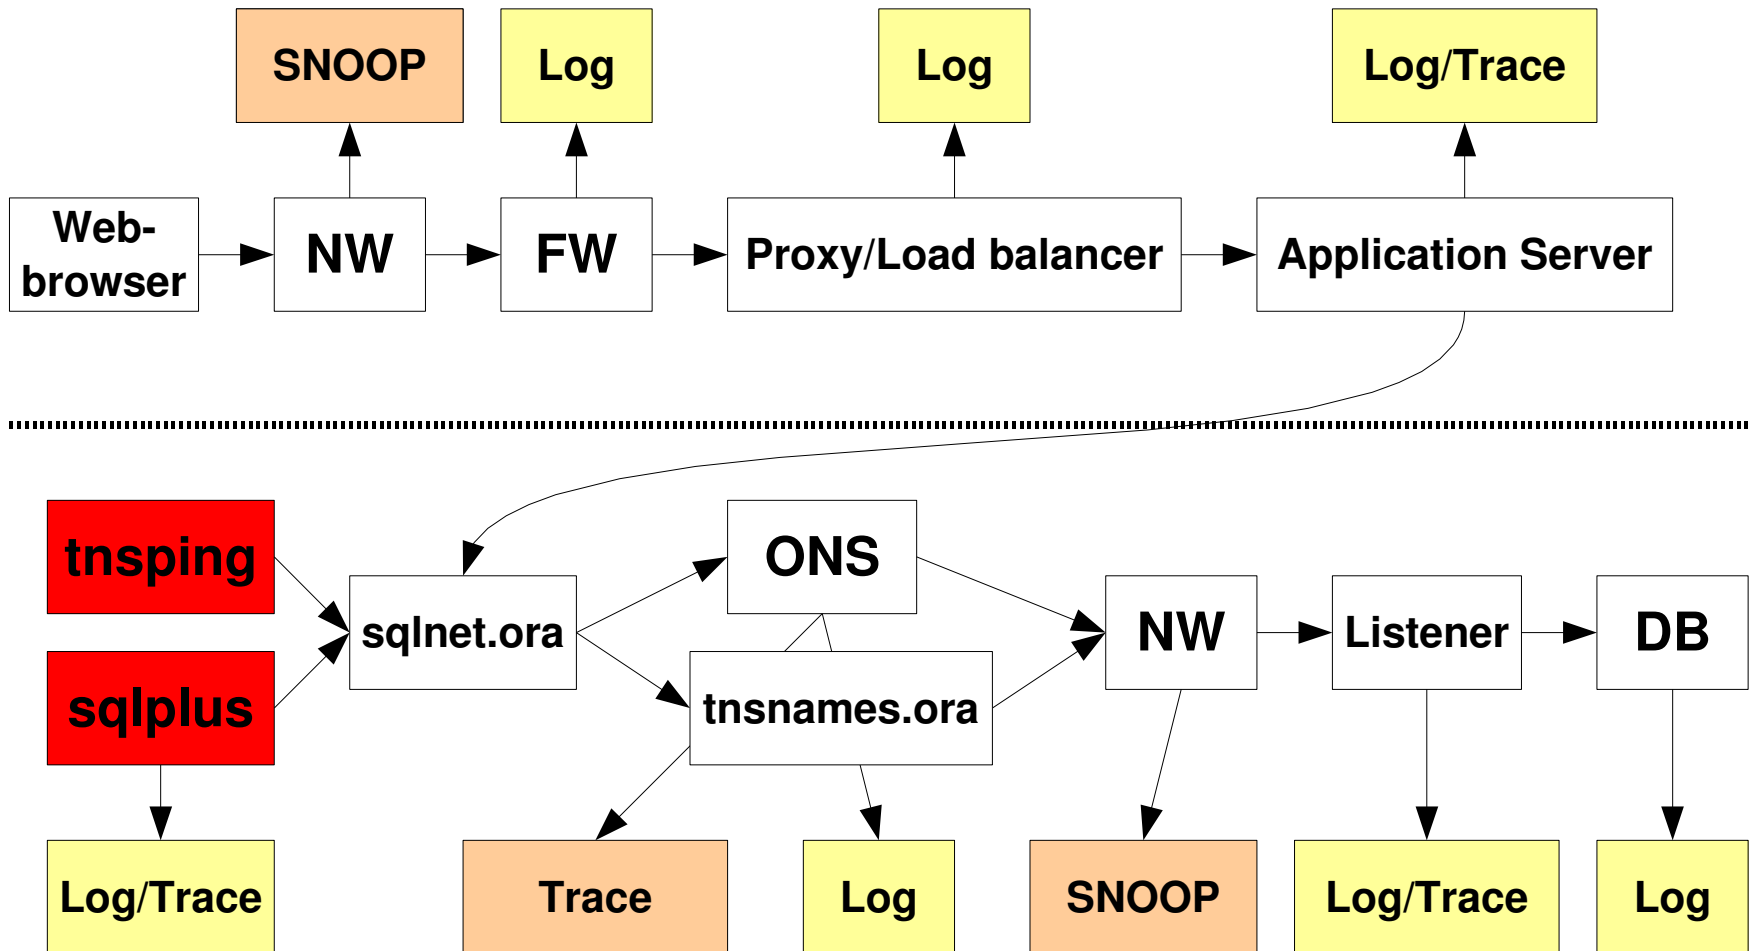 SNOOP
Log
Log
Log/Trace
Web-
browser
NW
FW
Proxy/Load balancer
Application Server
tnsping
ONS
sqlnet.ora
NW
Listener
DB
sqlplus
tnsnames.ora
Log/Trace
Trace
Log
SNOOP
Log/Trace
Log